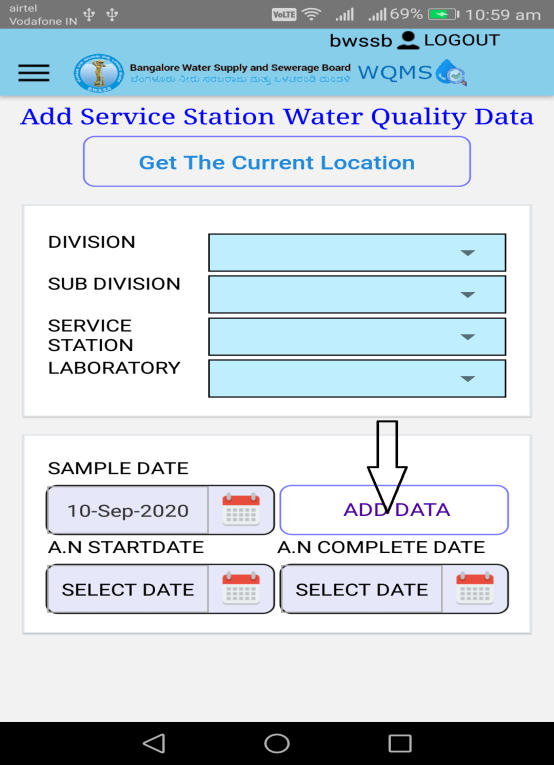 airtel
Vodafone IN
VoLTE 69% 10:59 am
bwssb LOGOUT
Bangalore Water Supply and Sewerage Board
ಬೆಂಗಳೂರು ನೀರು ಸರಬರಾಜು ಮತ್ತು ಒಳಚರಂಡಿ ಮಂಡಳಿ
WQMS
Add Service Station Water Quality Data
Get The Current Location
DIVISION
SUB DIVISION
SERVICE
STATION
LABORATORY
SAMPLE DATE
10-Sep-2020
ADD DATA
A.N STARTDATE
A.N COMPLETE DATE
SELECT DATE
SELECT DATE